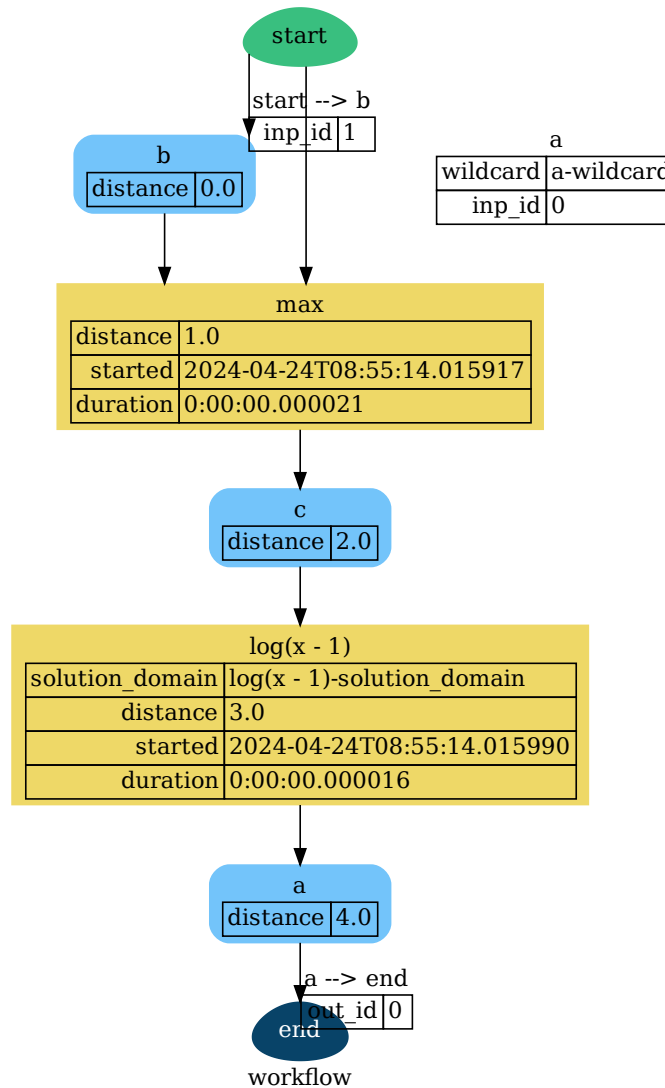 start
start --> b
inp_id 1
b
distance 0.0
a
wildcard a-wildcard
inp_id 0
max
distance 1.0
started 2024-04-24T08:55:14.015917
duration 0:00:00.000021
c
distance 2.0
log(x - 1)
solution_domain log(x - 1)-solution_domain
distance 3.0
started 2024-04-24T08:55:14.015990
duration 0:00:00.000016
a
distance 4.0
a --> end
out_id 0
end
workflow